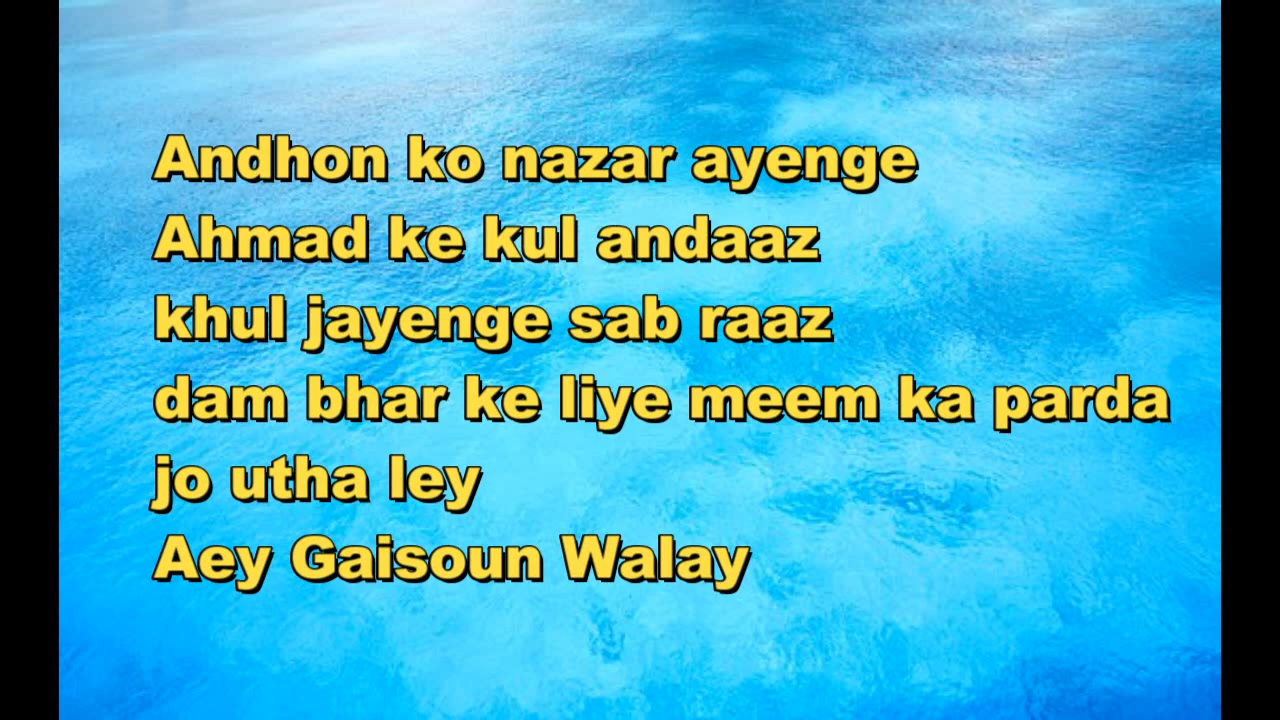 Andhon ko nazar ayenge
Ahmad ke kul andaaz
khul jayenge sab raaz
dam bhar ke liye meem ka parda
jo utha ley
Aey Gaisoun Walay